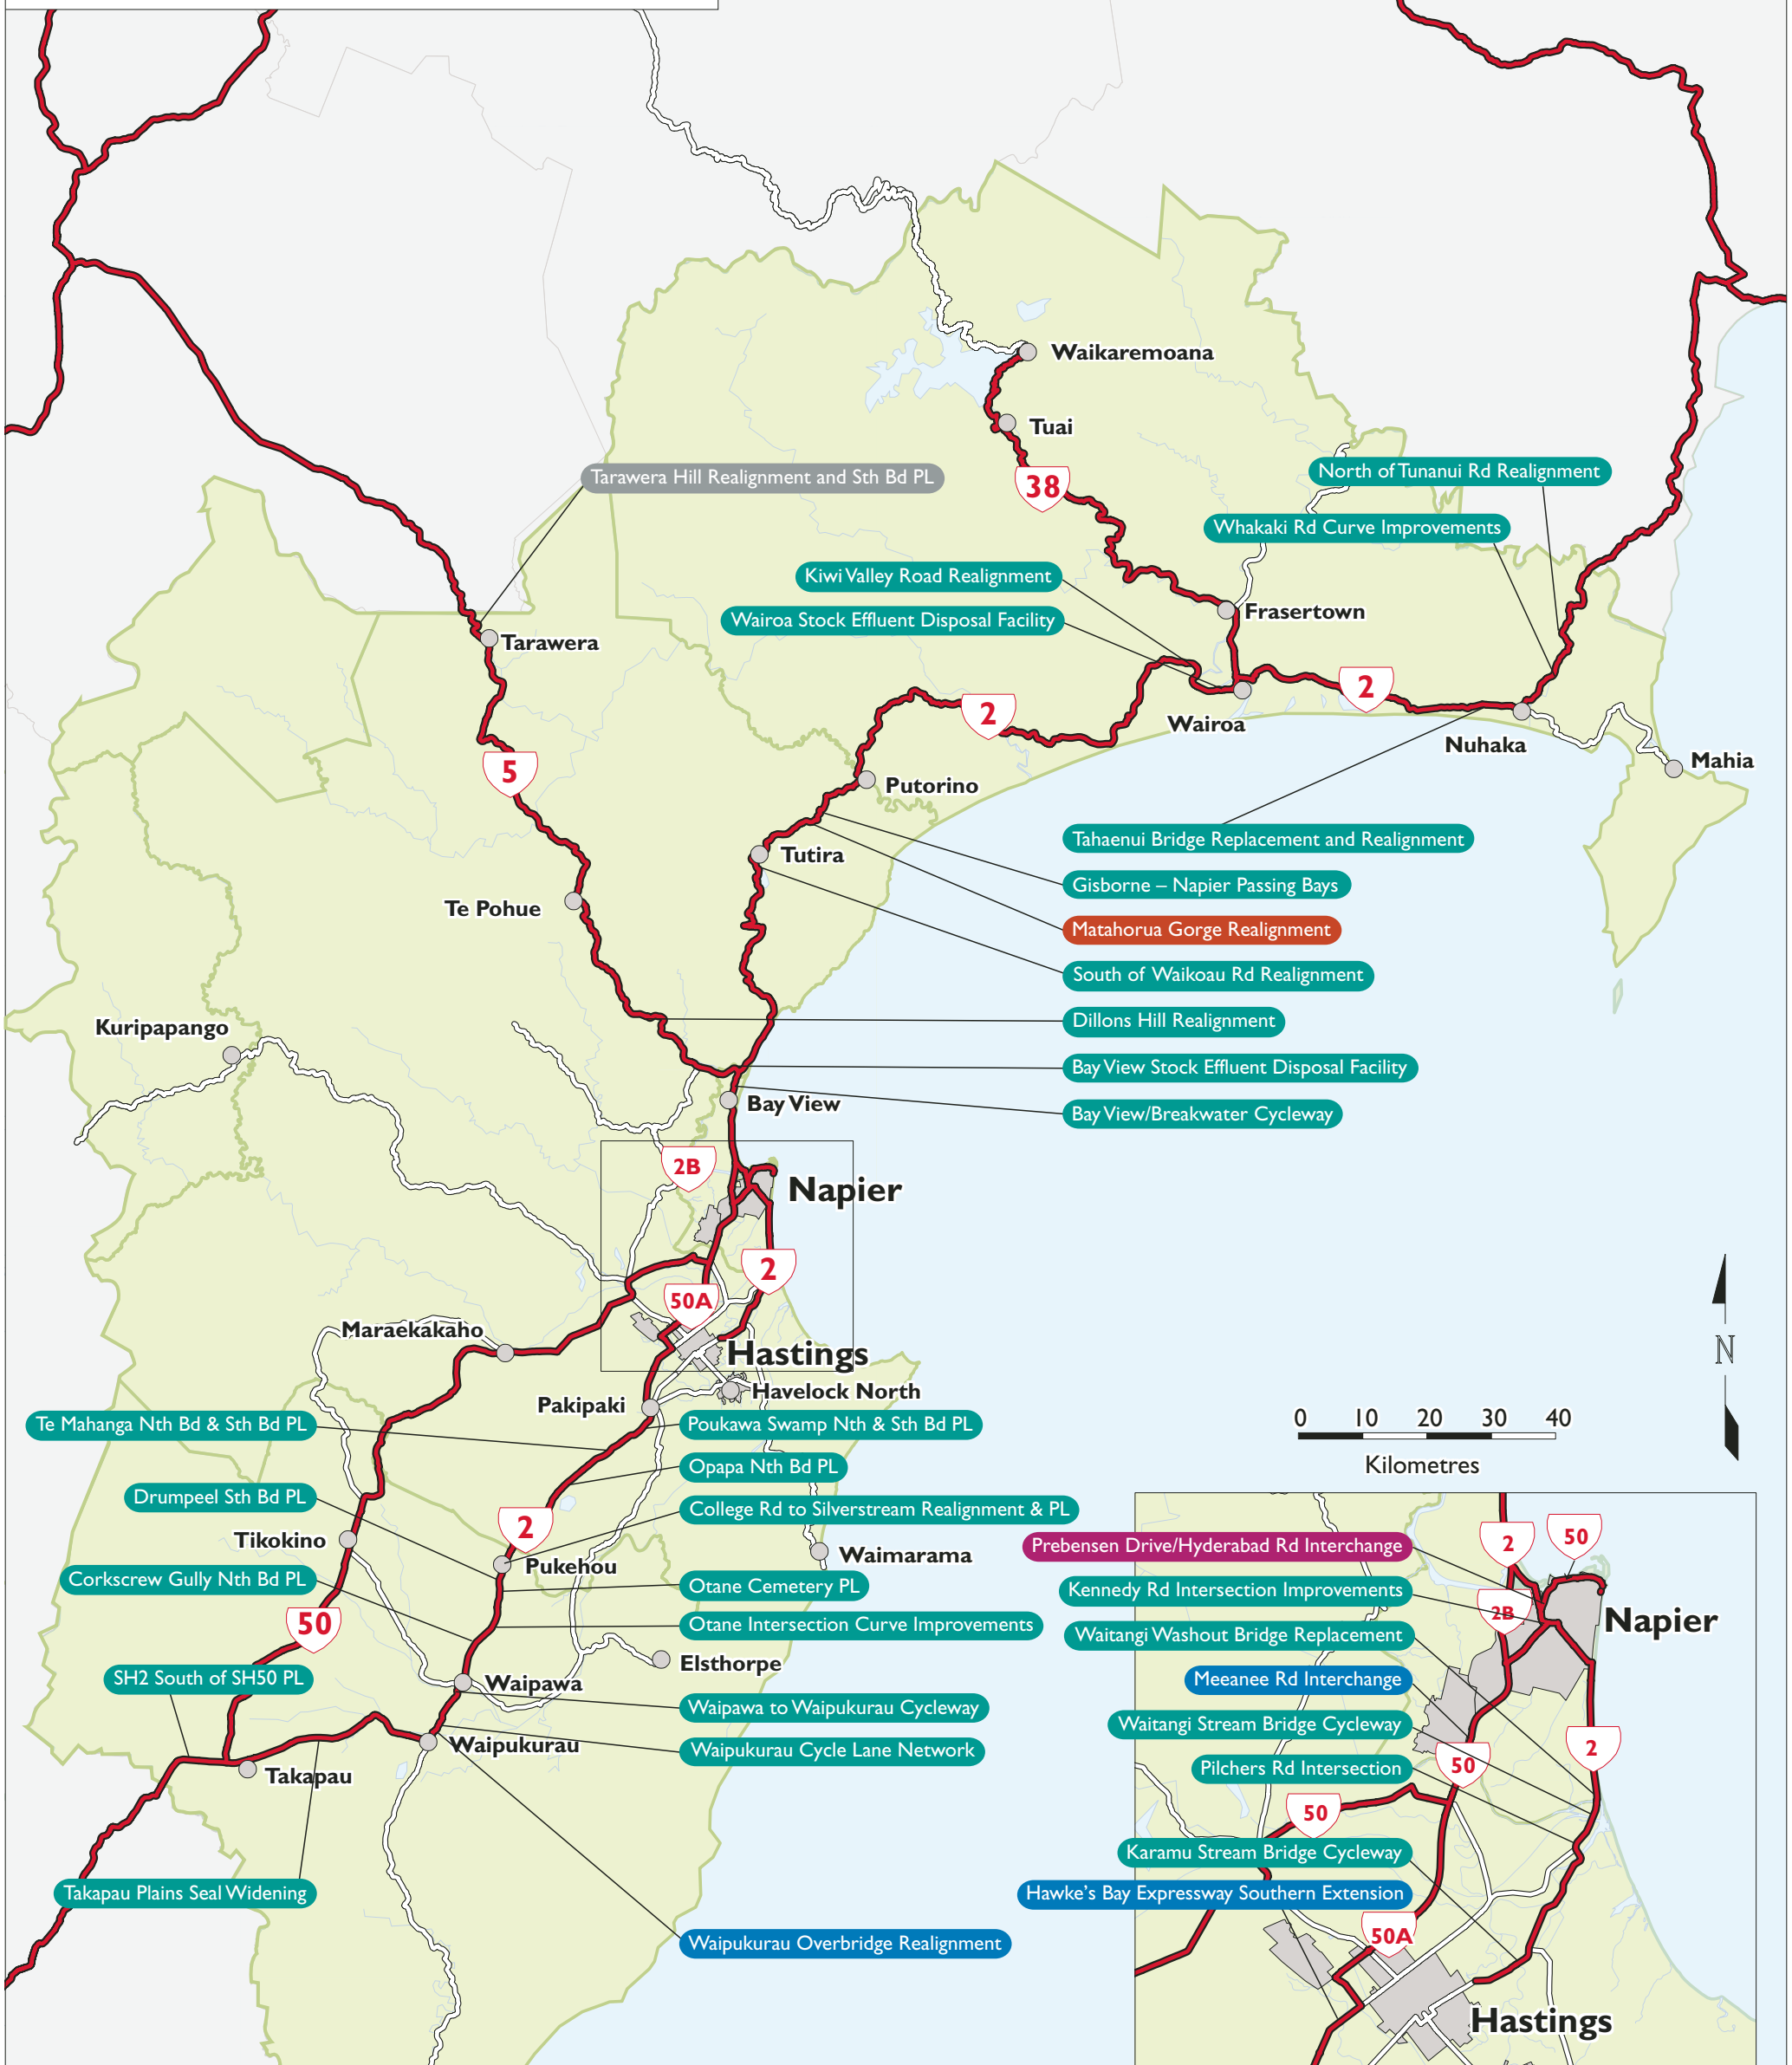 Waikaremoana
Tuai
North of Tunanui Rd Realignment
Tarawera Hill Realignment and Sth Bd PL
38
Whakaki Rd Curve Improvements
Kiwi Valley Road Realignment
Frasertown
Wairoa Stock Effluent Disposal Facility
Tarawera
2
2
Wairoa
Nuhaka
Mahia
5
Putorino
Tahaenui Bridge Replacement and Realignment
Tutira
Gisborne – Napier Passing Bays
Te Pohue
Matahorua Gorge Realignment
South of Waikoau Rd Realignment
Dillons Hill Realignment
Kuripapango
Bay View Stock Effluent Disposal Facility
Bay View
Bay View/Breakwater Cycleway
2B
Napier
2
50A
Maraekakaho
Hastings
Havelock North
Pakipaki
N
0 10 20 30 40
Kilometres
Te Mahanga Nth Bd & Sth Bd PL
Poukawa Swamp Nth & Sth Bd PL
Opapa Nth Bd PL
Drumpeel Sth Bd PL
College Rd to Silverstream Realignment & PL
2
Tikokino
Waimarama
Pukehou
Corkscrew Gully Nth Bd PL
Otane Cemetery PL
50
Otane Intersection Curve Improvements
Elsthorpe
SH2 South of SH50 PL
Waipawa
Waipawa to Waipukurau Cycleway
Waipukurau
Waipukurau Cycle Lane Network
Takapau
Takapau Plains Seal Widening
Waipukurau Overbridge Realignment
2
50
Prebensen Drive/Hyderabad Rd Interchange
Kennedy Rd Intersection Improvements
2B
Napier
Waitangi Washout Bridge Replacement
Meeanee Rd Interchange
Waitangi Stream Bridge Cycleway
2
Pilchers Rd Intersection
50
50
Karamu Stream Bridge Cycleway
Hawke's Bay Expressway Southern Extension
50A
Hastings